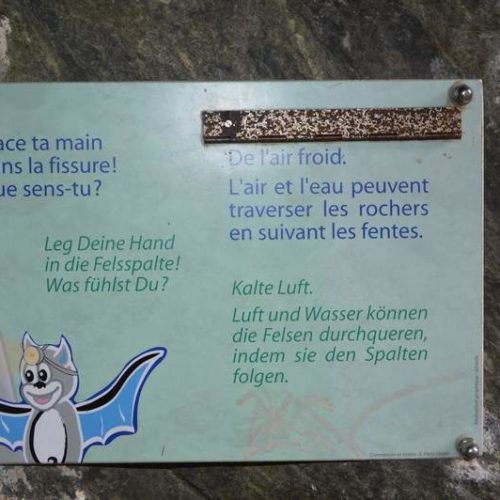 ace ta main
ns la fissure!
ue sens-tu?
Leg Deine Hand
in die Felsspalte!
Was fühlst Du?
De l'air froid.
L'air et l'eau peuvent
traverser les rochers
en suivant les fentes.
Kalte Luft.
Luft und Wasser können
die Felsen durchqueren,
indem sie den Spalten
folgen.